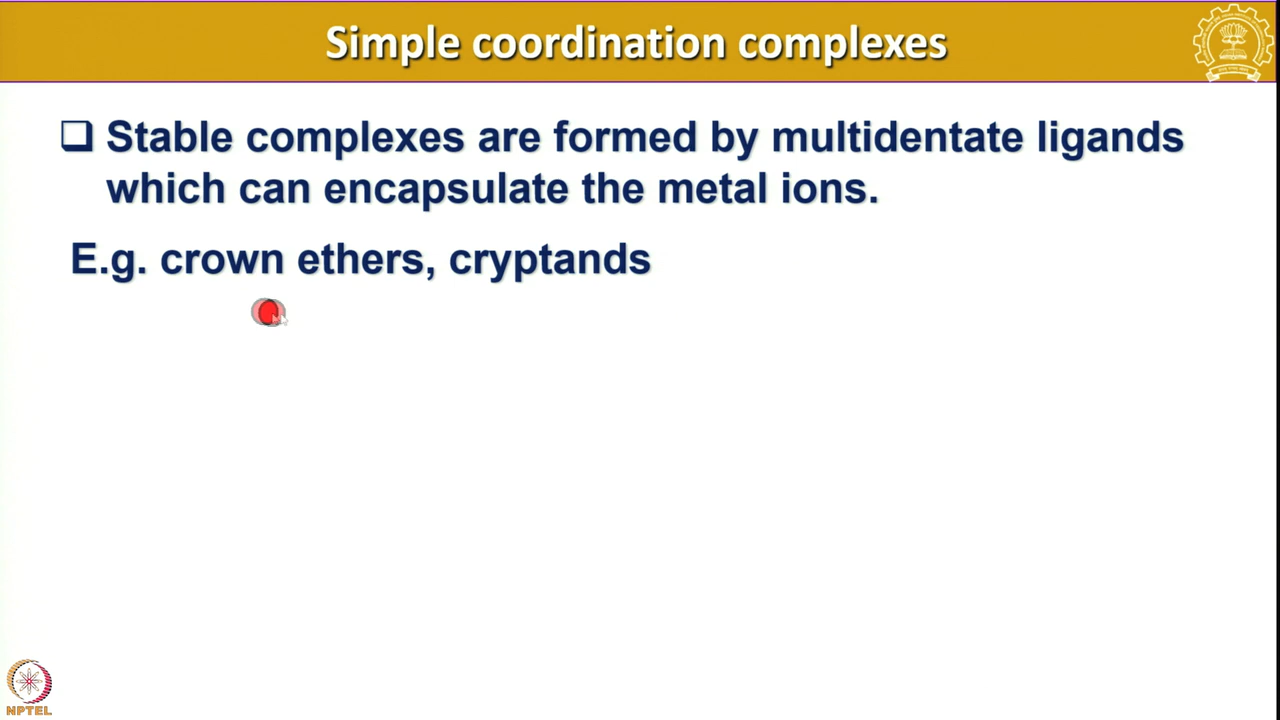 Simple coordination complexes
❑ Stable complexes are formed by multidentate ligands
which can encapsulate the metal ions.
E.g. crown ethers, cryptands
NPTEL